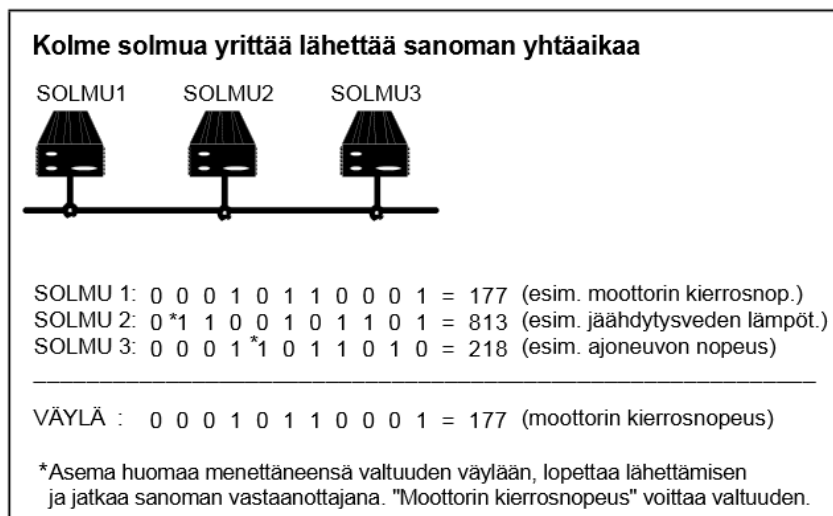 Kolme solmua yrittää lähettää sanoman yhtäaikaa
SOLMU1 SOLMU2 SOLMU3
SOLMU 1: 0 0 0 1 0 1 1 0 0 0 1 = 177 (esim. moottorin kierrosnop.)
SOLMU 2: 0 *1 1 0 0 1 0 1 1 0 1 = 813 (esim. jäähdytysveden lämpöt.)
SOLMU 3: 0 0 0 1 *1 0 1 1 0 1 0 = 218 (esim. ajoneuvon nopeus)
VÄYLÄ : 0 0 0 1 0 1 1 0 0 0 1 = 177 (moottorin kierrosnopeus)
*Asema huomaa menettäneensä valtuuden väylään, lopettaa lähettämisen
ja jatkaa sanoman vastaanottajana. "Moottorin kierrosnopeus" voittaa valtuuden.